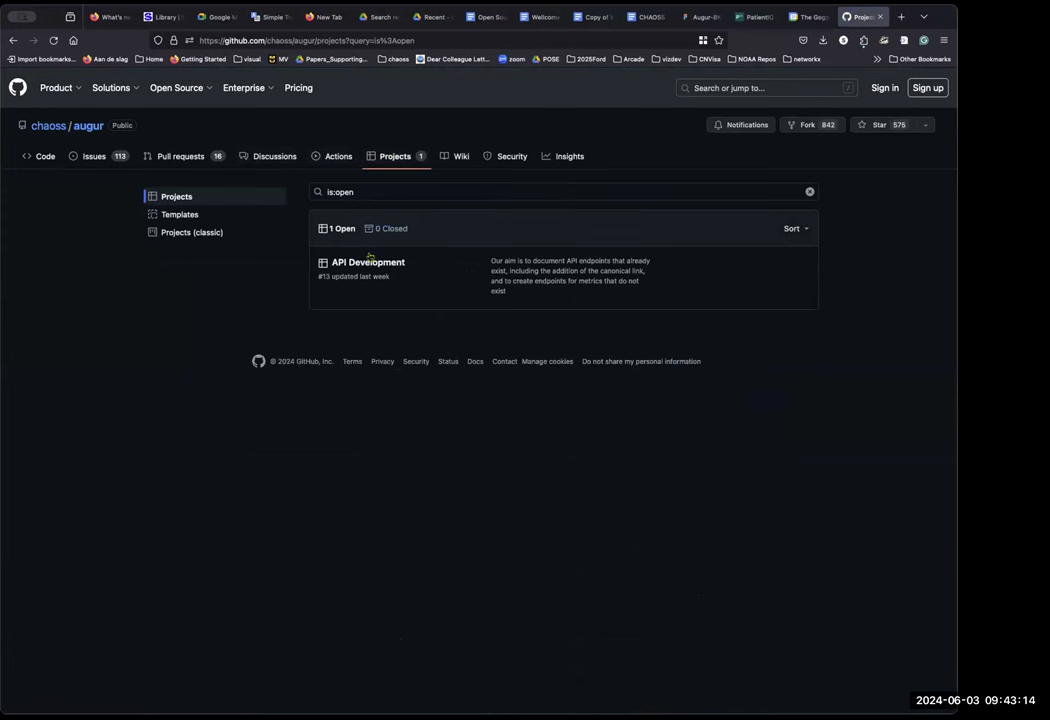 What's ne
Library |
Google M
Simple Tr
New Tab
Search re
Recent –
Open Sou
Welcome
Copy of I
CHAOSS
Augur-BK
PatientIQ
The Gogs
Projec
https://github.com/chaoss/augur/projects?query=is%3Aopen
Import bookmarks...
Aan de slag
Home
Getting Started
visual
MV
Papers_Supporting...
chaoss
Dear Colleague Lett...
zoom
POSE
2025Ford
Arcade
vizdev
CNVisa
NOAA Repos
networkx
Other Bookmarks
Product
Solutions
Open Source
Enterprise
Pricing
Search or jump to...
/
Sign in
Sign up
chaoss / augur
Public
Notifications
Fork 842
Star 575
Code
Issues 113
Pull requests 16
Discussions
Actions
Projects 1
Wiki
Security
Insights
Projects
Templates
Projects (classic)
is:open
1 Open
0 Closed
Sort
API Development
#13 updated last week
Our aim is to document API endpoints that already
exist, including the addition of the canonical link,
and to create endpoints for metrics that do not
exist
© 2024 GitHub, Inc.
Terms
Privacy
Security
Status
Docs
Contact
Manage cookies
Do not share my personal information
2024-06-03 09:43:14